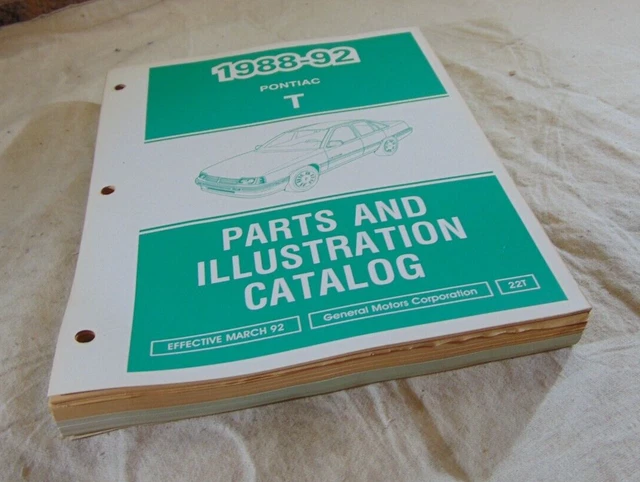 1988-92
PONTIAC
T
PARTS AND
ILLUSTRATION
CATALOG
EFFECTIVE MARCH 92
General Motors Corporation
22T